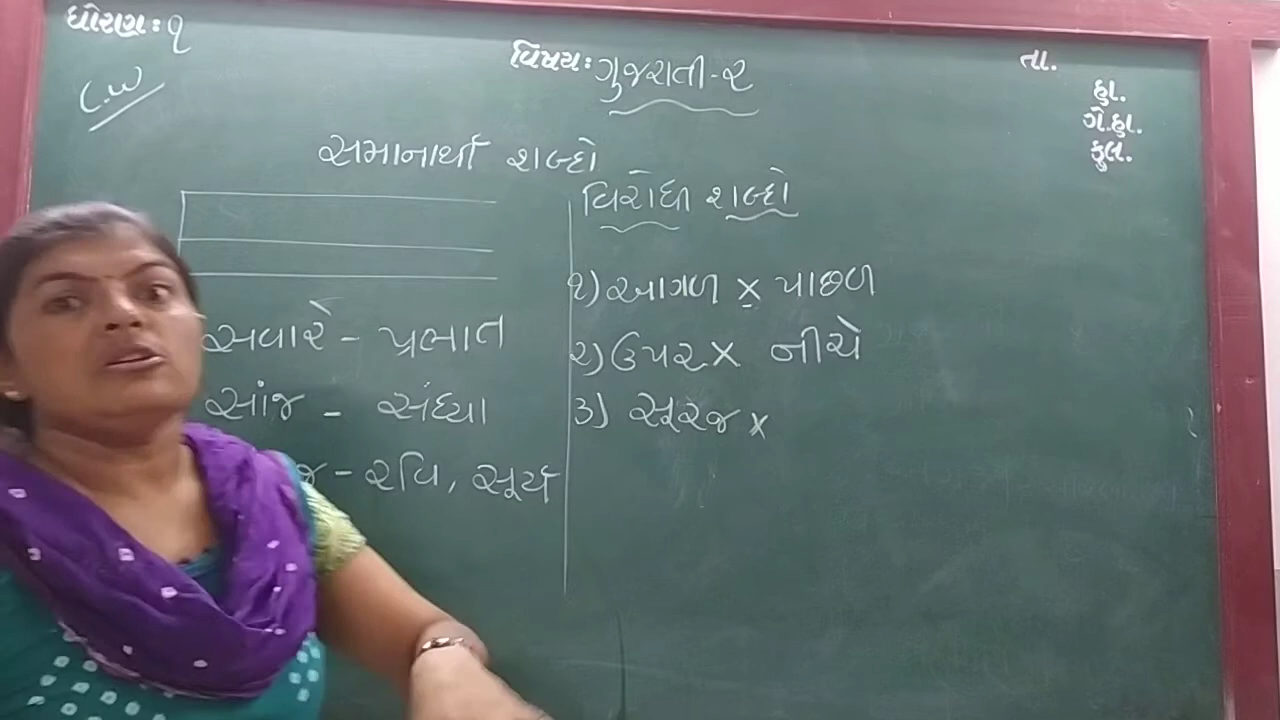 ધોરણ: ૧
વિષય: ગુજરાતી-૨
તા.
હા.
ગે.હા.
કુલ.
C.W
સમાનાર્થી શબ્દો
સવારે - પ્રભાત
સાંજ - સંધ્યા
જ - રવિ, સૂર્ય
વિરોધી શબ્દો
૧) આગળ x પાછળ
૨) ઉપર x નીચે
૩) સૂરજ x